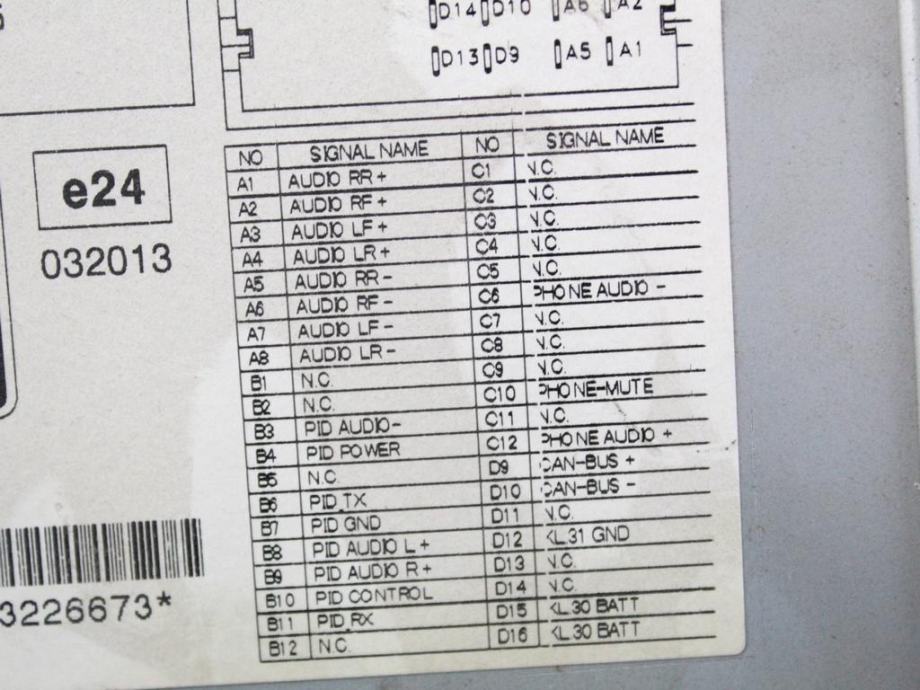 D14 D10 A6 A2
D13 D9 A5 A1
e24
032013
NO SIGNAL NAME NO SIGNAL NAME
A1 AUDIO RR+ C1 N.C.
A2 AUDIO RF+ C2 N.C.
A3 AUDIO LF+ C3 N.C.
A4 AUDIO LR+ C4 N.C.
A5 AUDIO RR- C5 N.C.
A6 AUDIO RF- C6 PHONE AUDIO -
A7 AUDIO LF- C7 N.C.
A8 AUDIO LR- C8 N.C.
B1 N.C. C9 N.C.
B2 N.C. C10 PHONE-MUTE
B3 PID AUDIO- C11 N.C.
B4 PID POWER C12 PHONE AUDIO +
B5 N.C. D9 CAN-BUS +
B6 PID_TX D10 CAN-BUS -
B7 PID GND D11 N.C.
B8 PID AUDIO L+ D12 KL.31 GND
B9 PID AUDIO R+ D13 N.C.
B10 PID CONTROL D14 N.C.
B11 PID_RX D15 KL.30 BATT
B12 N.C. D16 KL.30 BATT
3226673*